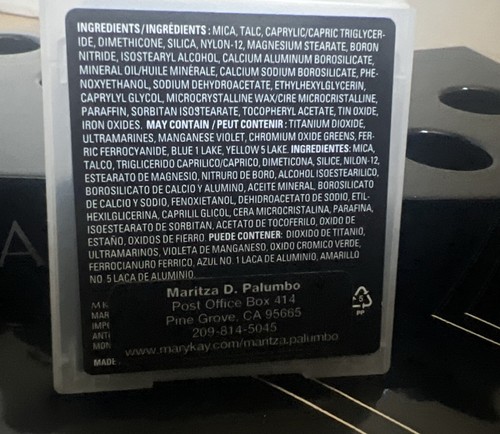 INGREDIENTS / INGRÉDIENTS : MICA, TALC, CAPRYLIC/CAPRIC TRIGLYCER-
IDE, DIMETHICONE, SILICA, NYLON-12, MAGNESIUM STEARATE, BORON
NITRIDE, ISOSTEARYL ALCOHOL, CALCIUM ALUMINUM BOROSILICATE,
MINERAL OIL/HUILE MINÉRALE, CALCIUM SODIUM BOROSILICATE, PHE-
NOXYETHANOL, SODIUM DEHYDROACETATE, ETHYLHEXYLGLYCERIN,
CAPRYLYL GLYCOL, MICROCRYSTALLINE WAX/CIRE MICROCRISTALLINE,
PARAFFIN, SORBITAN ISOSTEARATE, TOCOPHERYL ACETATE, TIN OXIDE,
IRON OXIDES. MAY CONTAIN / PEUT CONTENIR : TITANIUM DIOXIDE,
ULTRAMARINES, MANGANESE VIOLET, CHROMIUM OXIDE GREENS, FER-
RIC FERROCYANIDE, BLUE 1 LAKE, YELLOW 5 LAKE. INGREDIENTES: MICA,
TALCO, TRIGLICERIDO CAPRILICO/CAPRICO, DIMETICONA, SILICE, NILON-12,
ESTEARATO DE MAGNESIO, NITRURO DE BORO, ALCOHOL ISOESTEARILICO,
BOROSILICATO DE CALCIO Y ALUMINO, ACEITE MINERAL, BOROSILICATO
DE CALCIO Y SODIO, FENOXIETANOL, DEHIDROACETATO DE SODIO, ETIL-
HEXILGLICERINA, CAPRILIL GLICOL, CERA MICROCRISTALINA, PARAFINA,
ISOESTEARATO DE SORBITAN, ACETATO DE TOCOFERILO, OXIDO DE
ESTAÑO, OXIDOS DE FIERRO. PUEDE CONTENER: DIOXIDO DE TITANIO,
ULTRAMARINOS, VIOLETA DE MANGANESO, OXIDO CROMICO VERDE,
FERROCIANURO FERRICO, AZUL NO. 1 LACA DE ALUMINIO, AMARILLO
NO. 5 LACA DE ALUMINIO.
Maritza D. Palumbo
Post Office Box 414
Pine Grove, CA 95665
209-814-5045
www.marykay.com/maritza.palumbo
MADE
5
PP